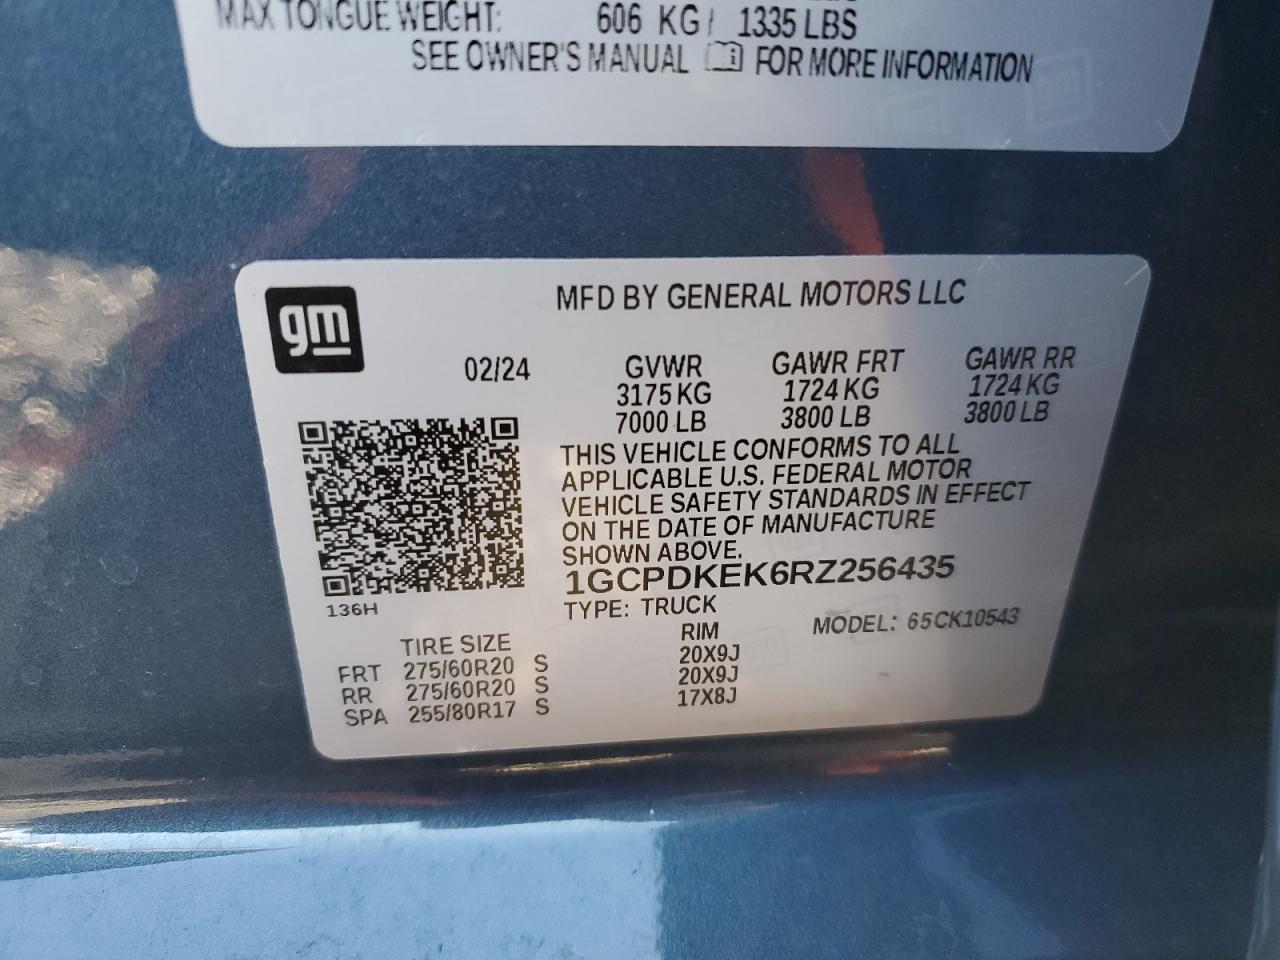 MAX TONGUE WEIGHT: 606 KG / 1335 LBS
SEE OWNER'S MANUAL FOR MORE INFORMATION
gm
MFD BY GENERAL MOTORS LLC
02/24 GVWR GAWR FRT GAWR RR
3175 KG 1724 KG 1724 KG
7000 LB 3800 LB 3800 LB
THIS VEHICLE CONFORMS TO ALL
APPLICABLE U.S. FEDERAL MOTOR
VEHICLE SAFETY STANDARDS IN EFFECT
ON THE DATE OF MANUFACTURE
SHOWN ABOVE.
1GCPDKEK6RZ256435
136H
TYPE: TRUCK MODEL: 65CK10543
TIRE SIZE RIM
FRT 275/60R20 S 20X9J
RR 275/60R20 S 20X9J
SPA 255/80R17 S 17X8J